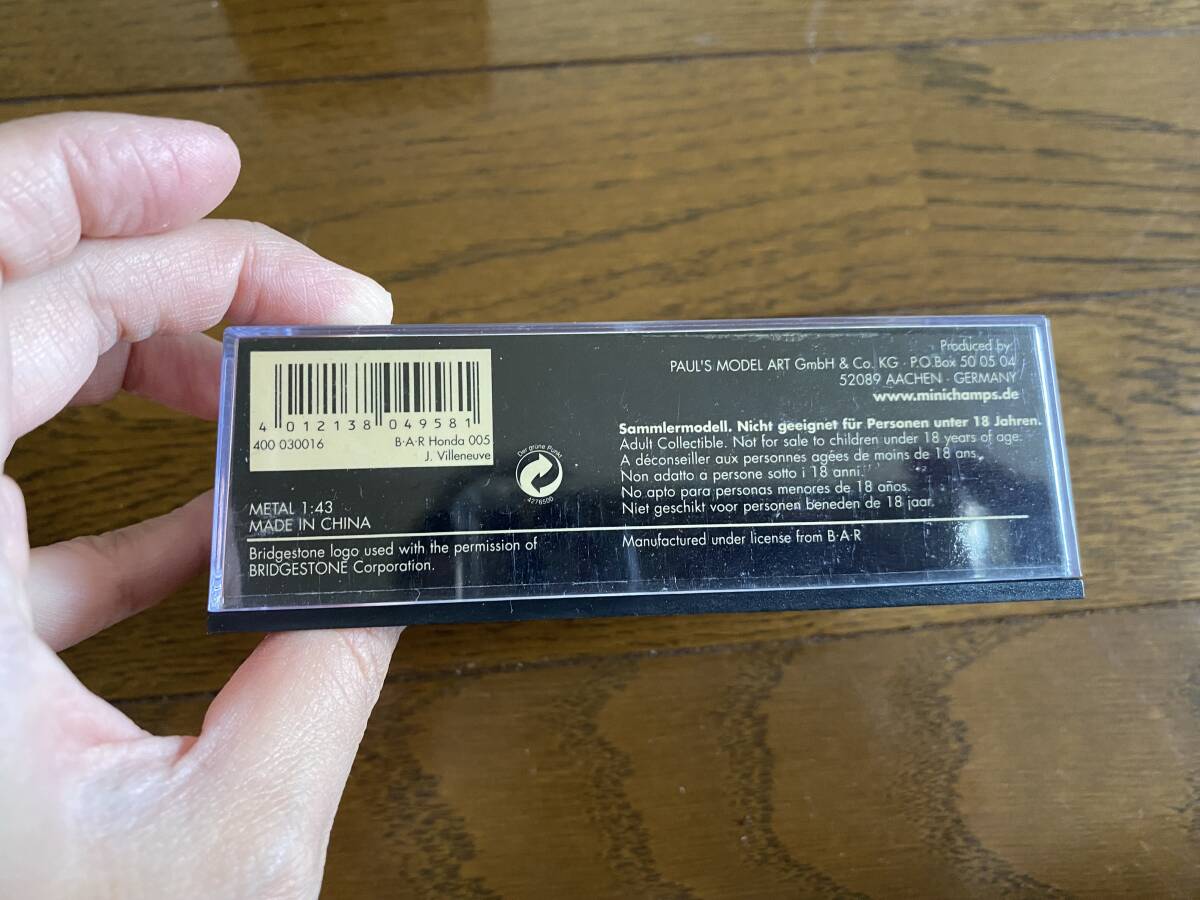 4 012138 049581
400 030016
B·A·R Honda 005
J. Villeneuve
Der grüne Punkt
METAL 1:43
MADE IN CHINA
Bridgestone logo used with the permission of
BRIDGESTONE Corporation.
Produced by:
PAUL'S MODEL ART GmbH & Co. KG · P.O.Box 50 05 04
52089 AACHEN · GERMANY
www.minichamps.de
Sammlermodell. Nicht geeignet für Personen unter 18 Jahren.
Adult Collectible. Not for sale to children under 18 years of age.
A déconseiller aux personnes agées de moins de 18 ans.
Non adatto a persone sotto i 18 anni.
No apto para personas menores de 18 años.
Niet geschikt voor personen beneden de 18 jaar.
Manufactured under license from B·A·R